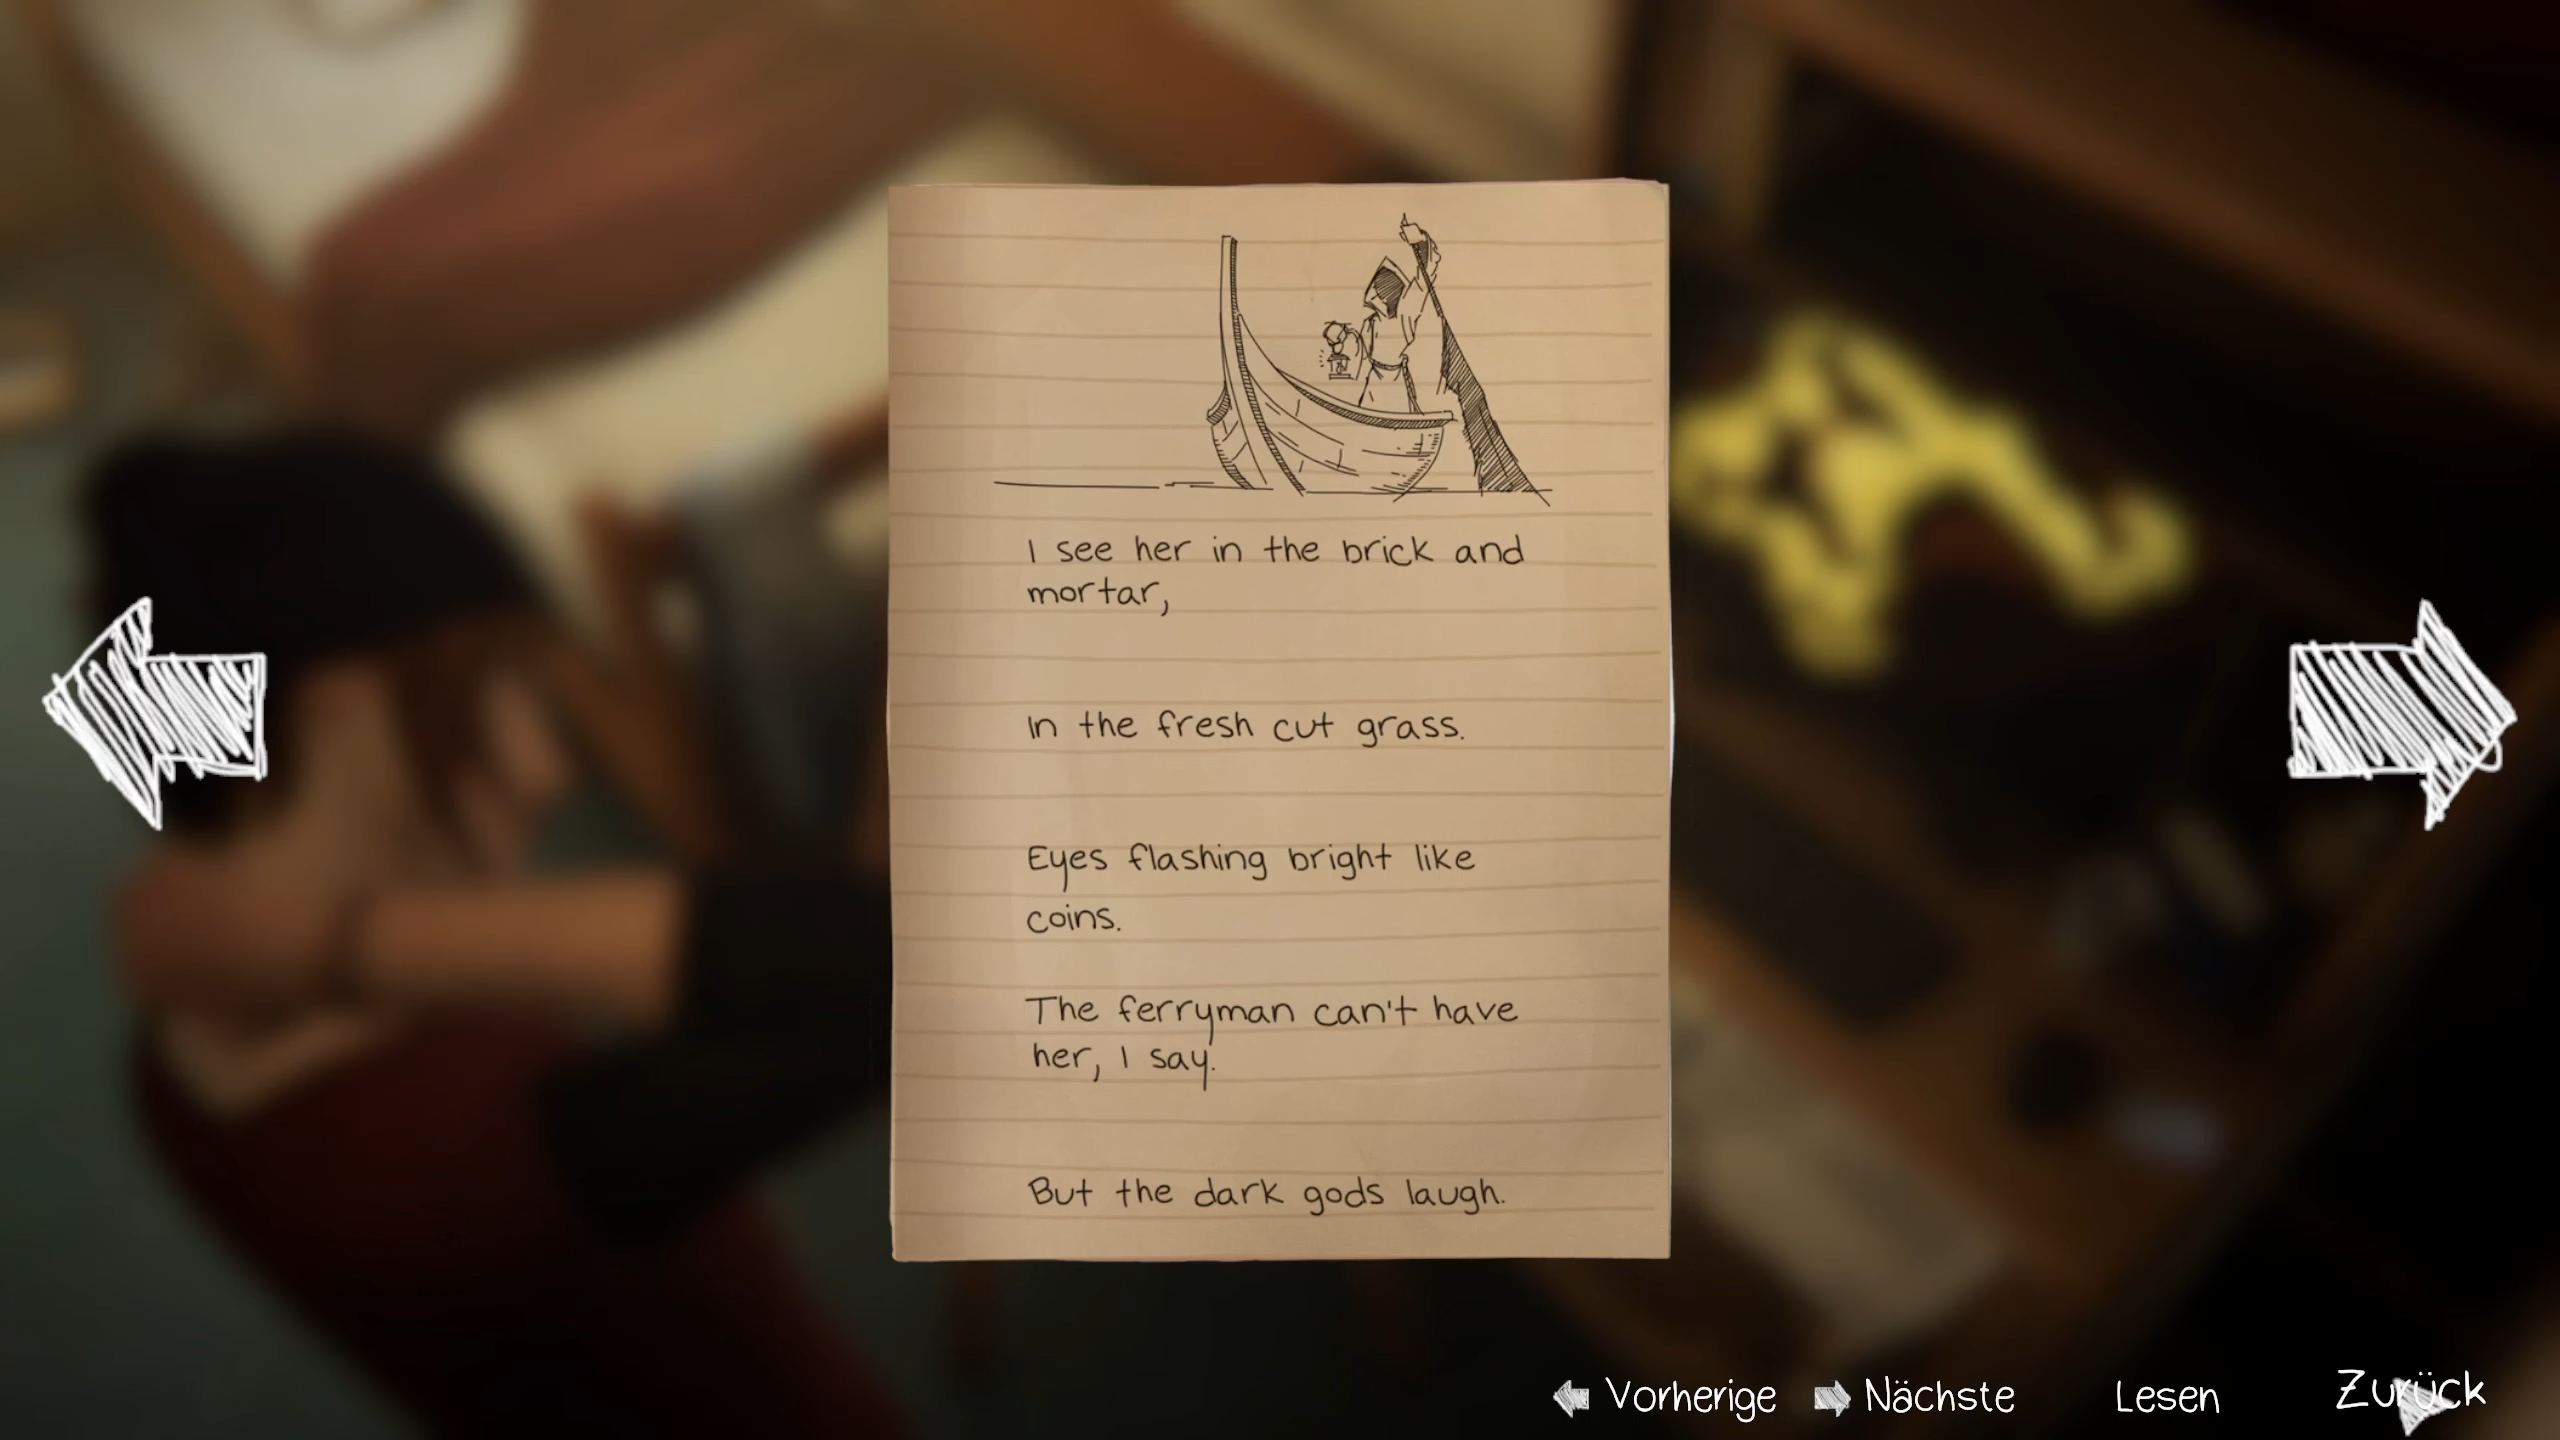 I see her in the brick and
mortar,
In the fresh cut grass.
Eyes flashing bright like
coins.
The ferryman can't have
her, I say.
But the dark gods laugh.
Vorherige Nächste Lesen Zurück